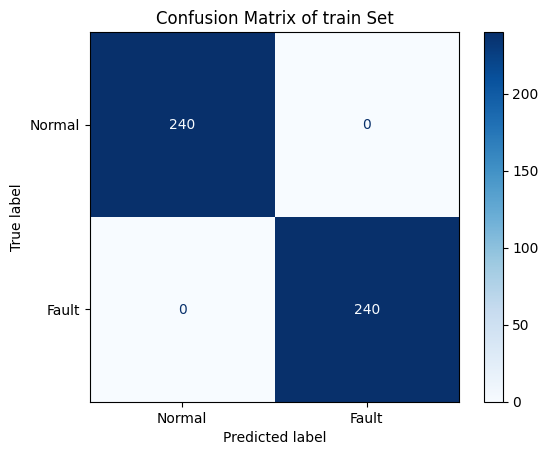 Confusion Matrix of train Set
True label
Normal
Fault
240
0
0
240
Normal
Fault
Predicted label
200
150
100
50
0